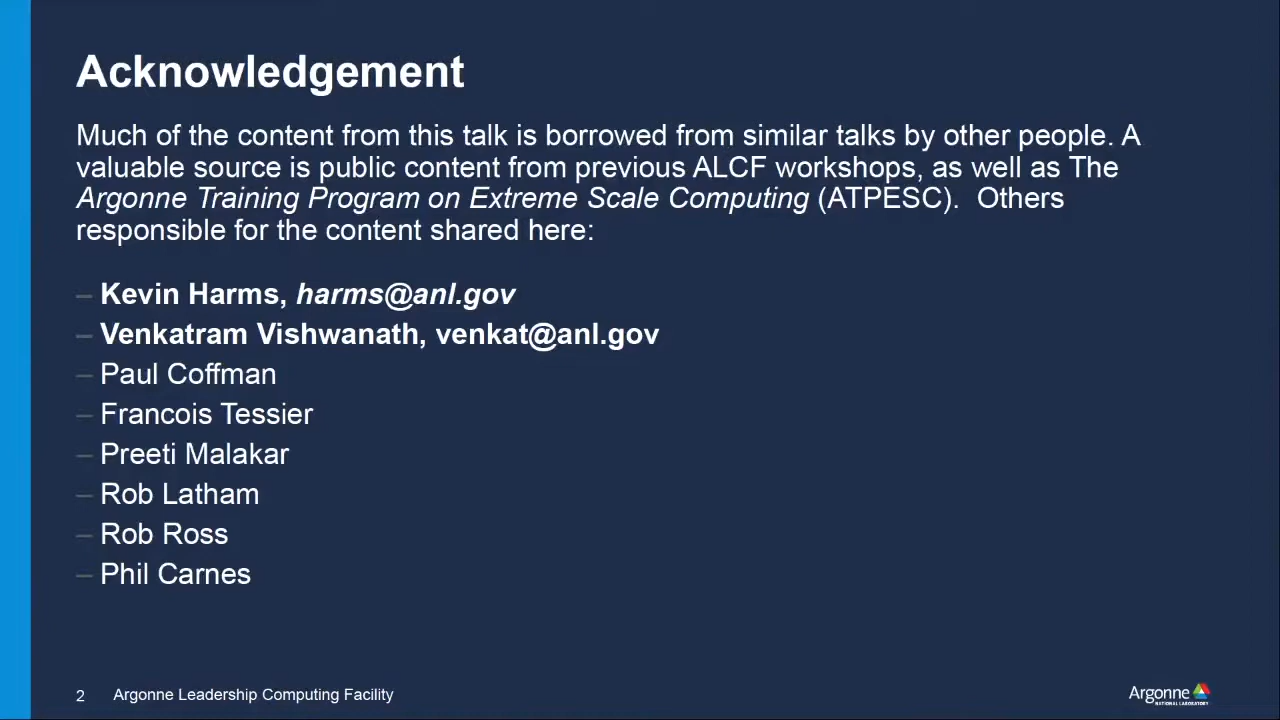 Acknowledgement
Much of the content from this talk is borrowed from similar talks by other people. A
valuable source is public content from previous ALCF workshops, as well as The
Argonne Training Program on Extreme Scale Computing (ATPESC).  Others
responsible for the content shared here:
– Kevin Harms, harms@anl.gov
– Venkatram Vishwanath, venkat@anl.gov
– Paul Coffman
– Francois Tessier
– Preeti Malakar
– Rob Latham
– Rob Ross
– Phil Carnes
2 Argonne Leadership Computing Facility
Argonne
NATIONAL LABORATORY